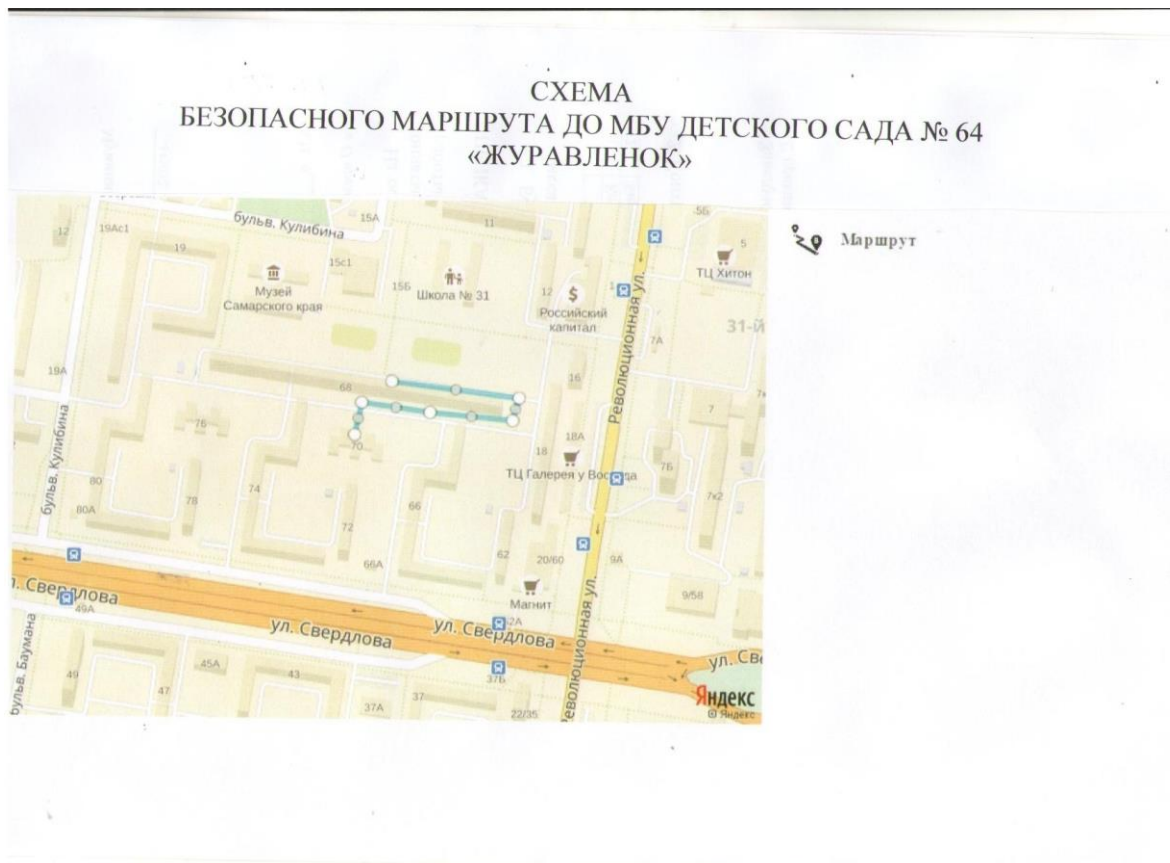 СХЕМА
БЕЗОПАСНОГО МАРШРУТА ДО МБУ ДЕТСКОГО САДА № 64
«ЖУРАВЛЕНОК»
Маршрут
бульв. Кулибина
15А
11
5Б
12
19Ас1
19
15с1
Музей
Самарского края
15Б
Школа № 31
12
Российский
капитал
1
5
ТЦ Хитон
31-й
7А
Революционная ул.
19А
68
16
7
76
70
18
18А
ТЦ Галерея у Вос
7Б
7к2
бульв. Кулибина
80
80А
78
74
72
66
66А
62
20/60
9А
9/58
Магнит
ул. Свердлова
49А
ул. Свердлова
ул. Свердлова
ул. Све
бульв. Баумана
49
47
45А
43
37А
37
37Б
22/35
Революционная ул.
Яндекс
© Яндекс